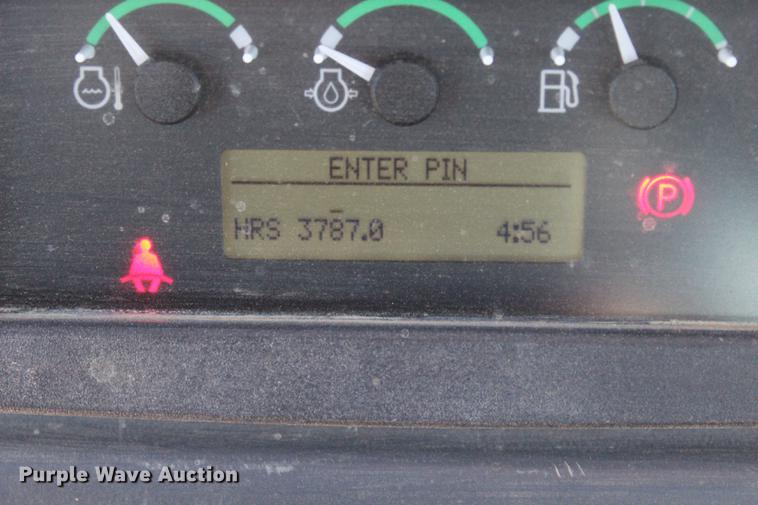 ENTER PIN
HRS 3787.0 4:56
P
Purple Wave Auction